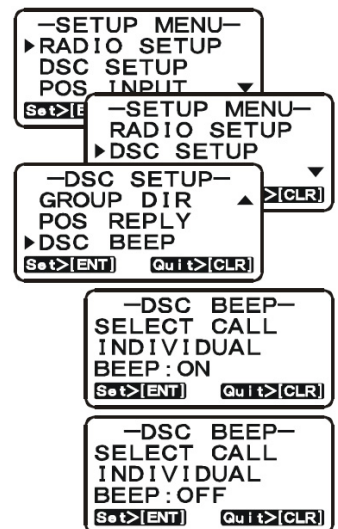 —SETUP MENU—
▶RADIO SETUP
DSC SETUP
POS INPUT ▼
Set>[E
—SETUP MENU—
RADIO SETUP
▶DSC SETUP
▼
>[CLR]
—DSC SETUP—
GROUP DIR ▲
POS REPLY
▶DSC BEEP
Set>[ENT] Quit>[CLR]
—DSC BEEP—
SELECT CALL
INDIVIDUAL
BEEP:ON
Set>[ENT] Quit>[CLR]
—DSC BEEP—
SELECT CALL
INDIVIDUAL
BEEP:OFF
Set>[ENT] Quit>[CLR]